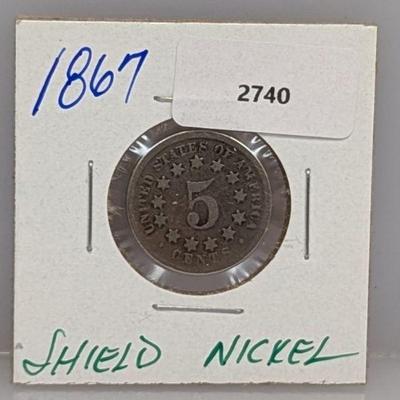 1867
2740
UNITED STATES OF AMERICA
5
CENTS
SHIELD NICKEL